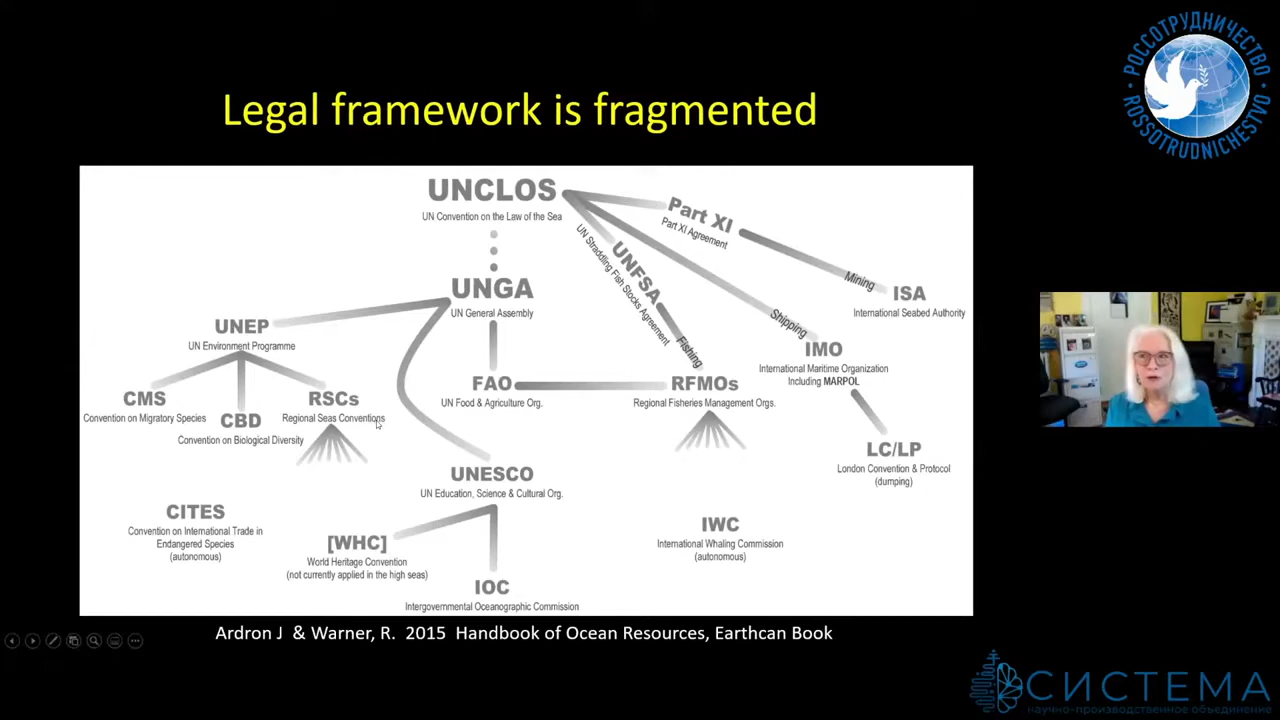 РОССОТРУДНИЧЕСТВО
ROSSOTRUDNICHESTVO
Legal framework is fragmented
UNCLOS
UN Convention on the Law of the Sea
Part XI
Part XI Agreement
UNFSA
UN Straddling Fish Stocks Agreement
Fishing
Shipping
Mining
ISA
International Seabed Authority
UNGA
UN General Assembly
UNEP
UN Environment Programme
IMO
International Maritime Organization
Including MARPOL
CMS
Convention on Migratory Species
CBD
Convention on Biological Diversity
RSCs
Regional Seas Conventions
FAO
UN Food & Agriculture Org.
RFMOs
Regional Fisheries Management Orgs.
LC/LP
London Convention & Protocol
(dumping)
UNESCO
UN Education, Science & Cultural Org.
CITES
Convention on International Trade in
Endangered Species
(autonomous)
[WHC]
World Heritage Convention
(not currently applied in the high seas)
IWC
International Whaling Commission
(autonomous)
IOC
Intergovernmental Oceanographic Commission
Ardron J & Warner, R. 2015 Handbook of Ocean Resources, Earthcan Book
СИСТЕМА
научно-производственное объединение